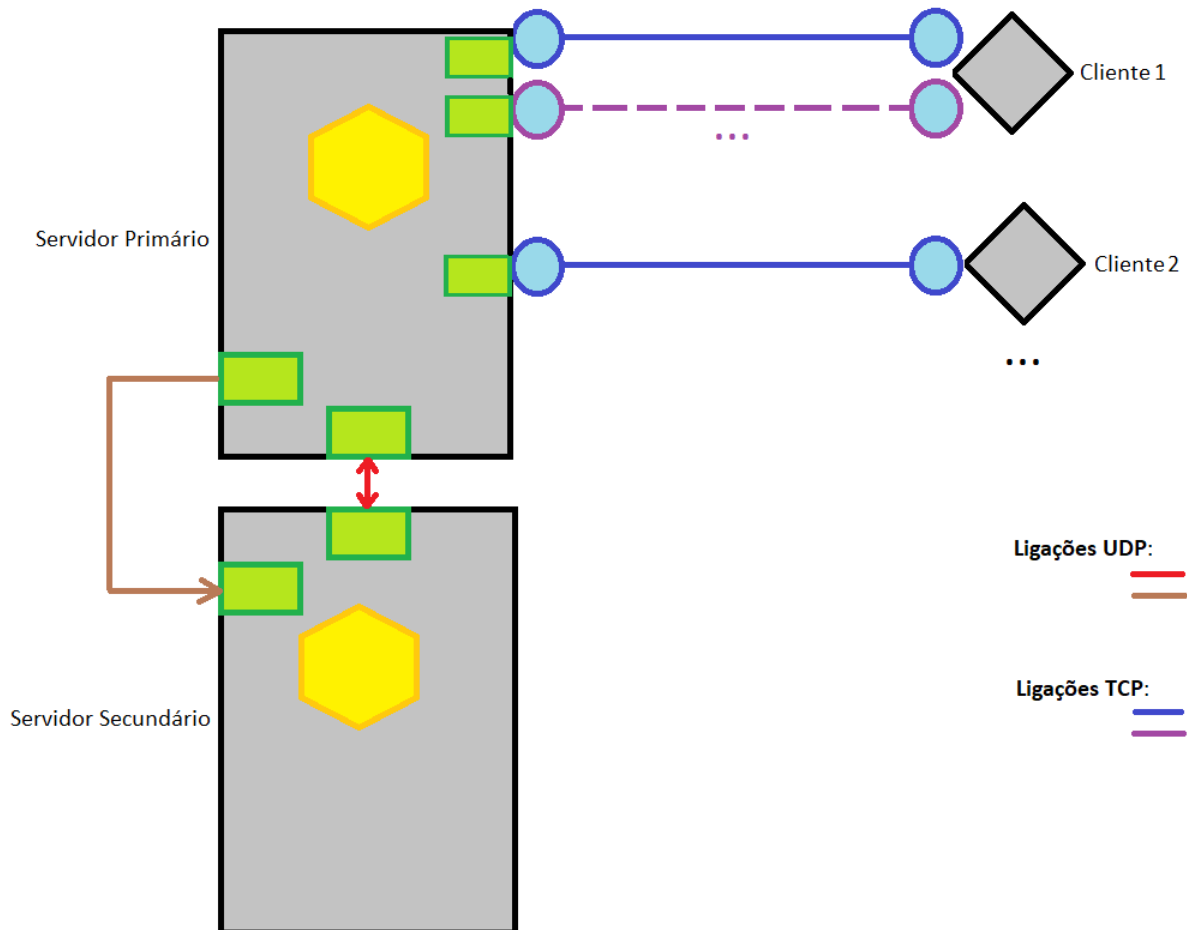 Cliente 1
...
Servidor Primário
Cliente 2
...
Ligações UDP:
Servidor Secundário
Ligações TCP: